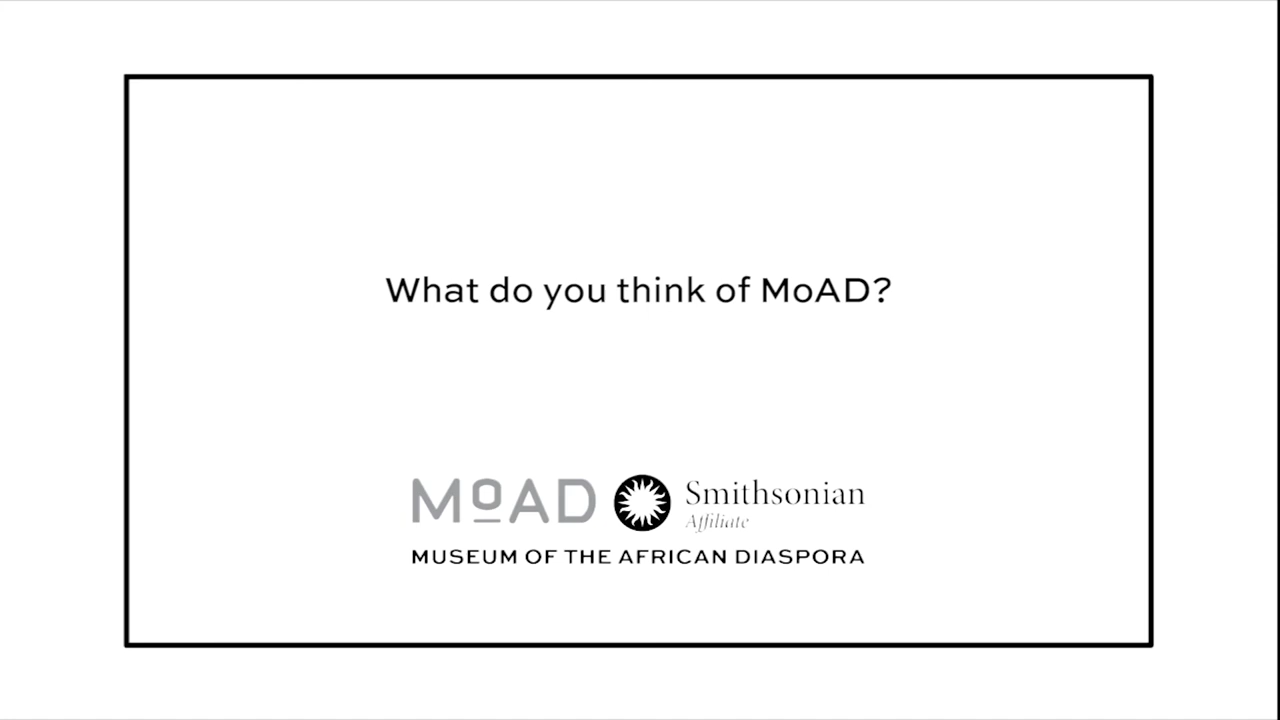 What do you think of MoAD?
MoAD Smithsonian
Affiliate
MUSEUM OF THE AFRICAN DIASPORA